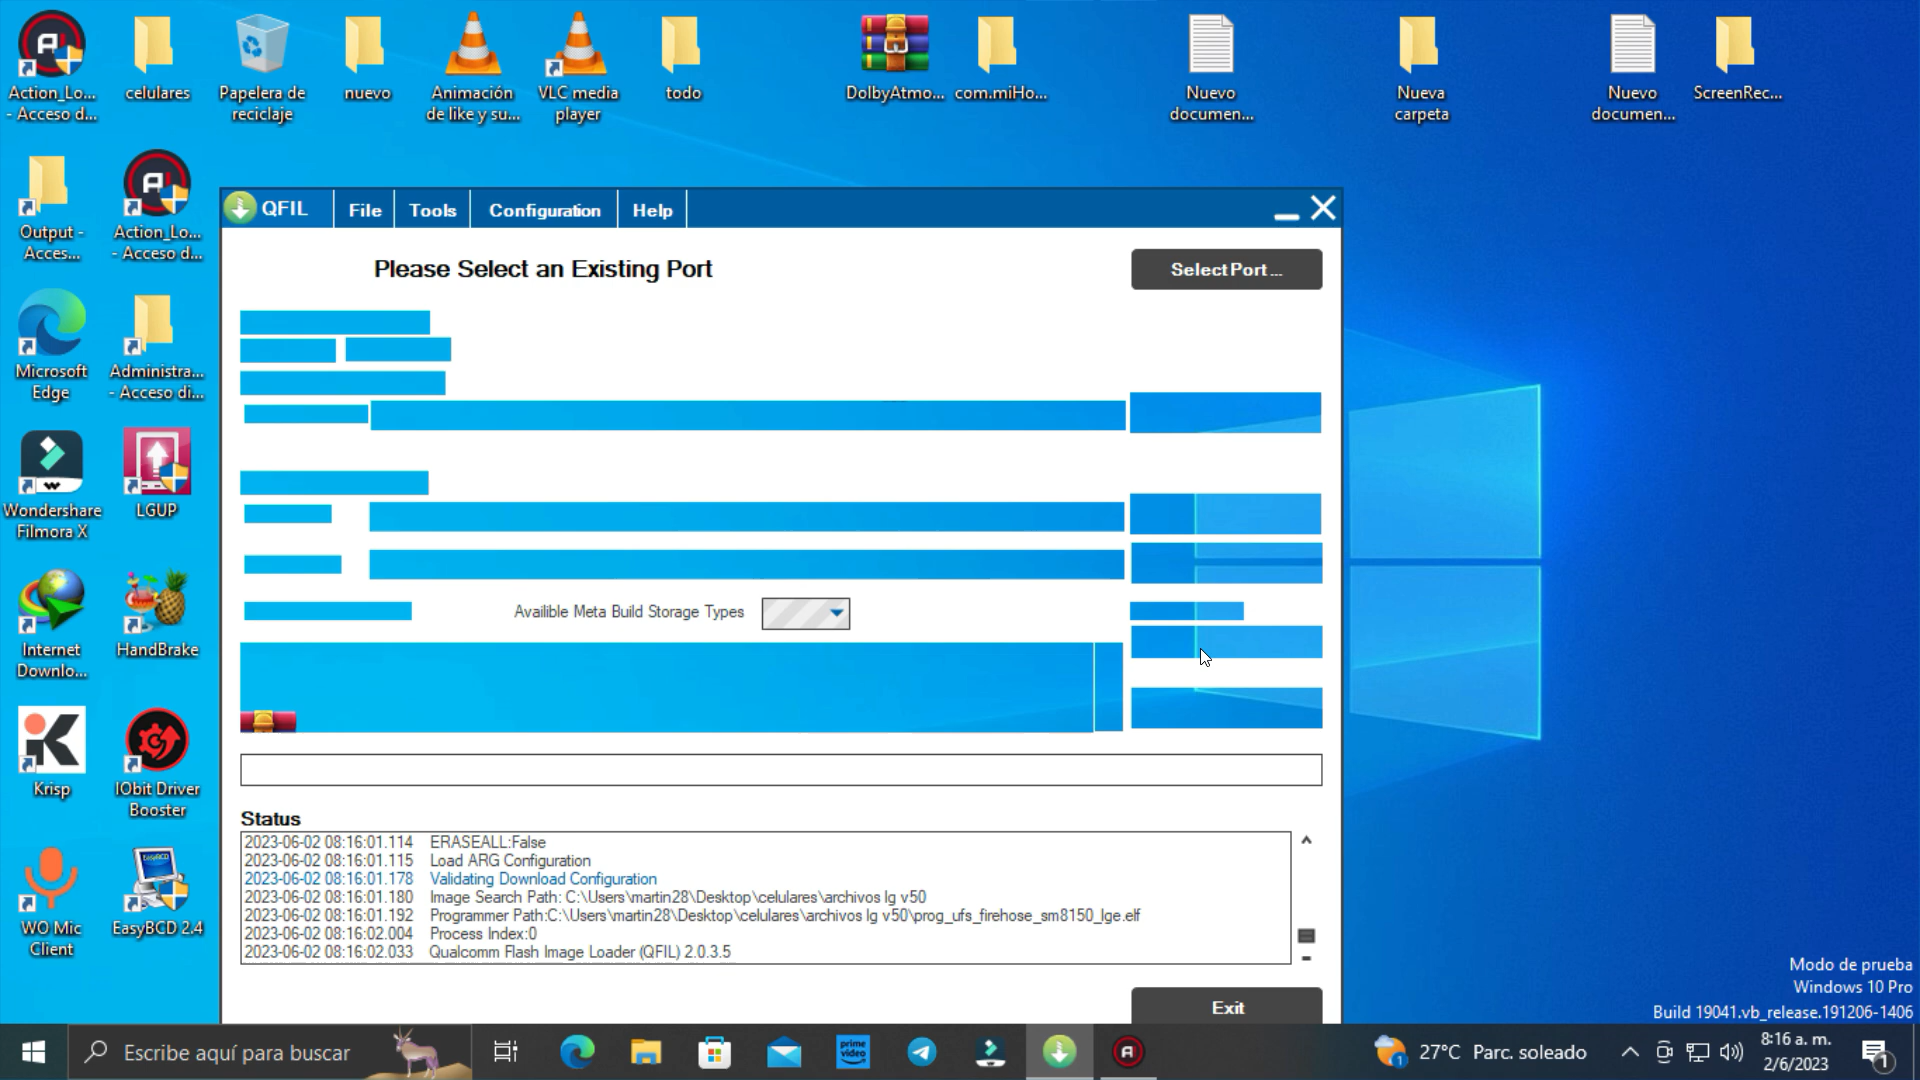 Action_Lo...
- Acceso d...
celulares
Papelera de
reciclaje
nuevo
Animación
de like y su...
VLC media
player
todo
DolbyAtmo...
com.miHo...
Nuevo
documen...
Nueva
carpeta
Nuevo
documen...
ScreenRec...
Output -
Acces...
Action_Lo...
- Acceso d...
Microsoft
Edge
Administra...
- Acceso di...
Wondershare
Filmora X
LGUP
Internet
Downlo...
HandBrake
Krisp
IObit Driver
Booster
WO Mic
Client
EasyBCD 2.4
QFIL File Tools Configuration Help
Please Select an Existing Port
Select Port ...
Availible Meta Build Storage Types
Status
2023-06-02 08:16:01.114 ERASEALL:False
2023-06-02 08:16:01.115 Load ARG Configuration
2023-06-02 08:16:01.178 Validating Download Configuration
2023-06-02 08:16:01.180 Image Search Path: C:\Users\martin28\Desktop\celulares\archivos lg v50
2023-06-02 08:16:01.192 Programmer Path:C:\Users\martin28\Desktop\celulares\archivos lg v50\prog_ufs_firehose_sm8150_lge.elf
2023-06-02 08:16:02.004 Process Index:0
2023-06-02 08:16:02.033 Qualcomm Flash Image Loader (QFIL) 2.0.3.5
Exit
Modo de prueba
Windows 10 Pro
Build 19041.vb_release.191206-1406
Escribe aquí para buscar
prime
video
1
27°C Parc. soleado
8:16 a. m.
2/6/2023
1